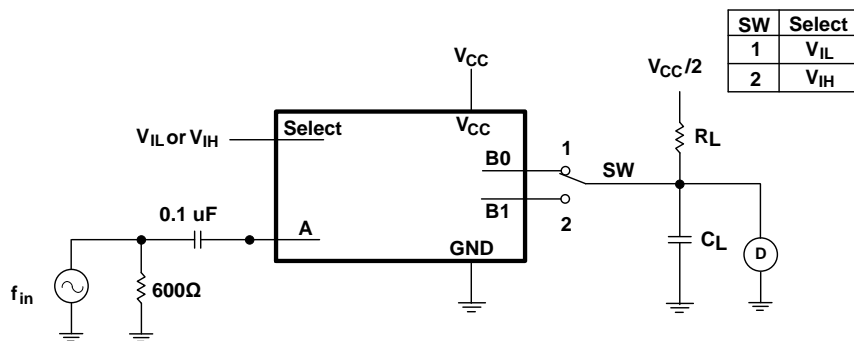 SW Select
1 VIL
2 VIH
VCC
VCC/2
VIL or VIH
Select
VCC
RL
B0
1
SW
B1
2
0.1 uF
A
GND
CL
D
fin
600Ω